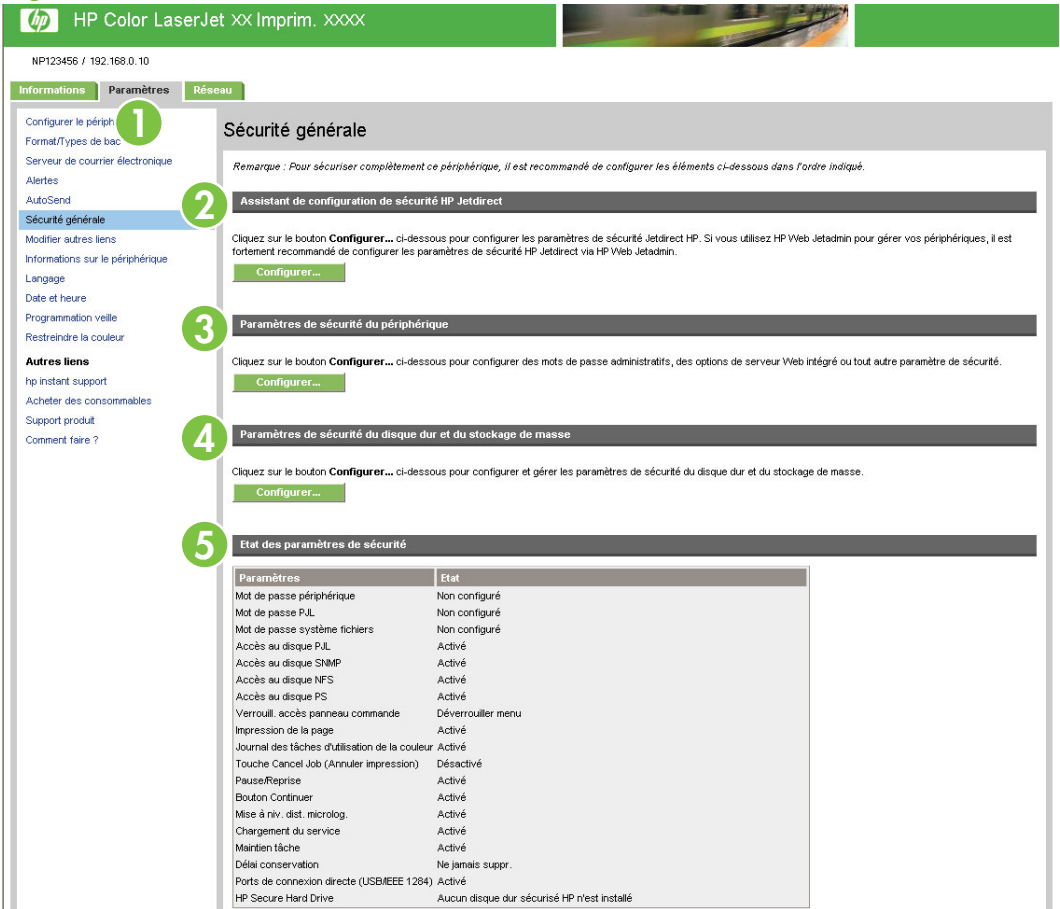 hp HP Color LaserJet XX Imprim. XXXX
NP123456 / 192.168.0.10
Informations Paramètres Réseau
1
Configurer le périph
Format/Types de bac
Serveur de courrier électronique
Alertes
AutoSend
Sécurité générale
Modifier autres liens
Informations sur le périphérique
Langage
Date et heure
Programmation veille
Restreindre la couleur
Autres liens
hp instant support
Acheter des consommables
Support produit
Comment faire ?
Sécurité générale
Remarque : Pour sécuriser complètement ce périphérique, il est recommandé de configurer les éléments ci-dessous dans l'ordre indiqué.
2 Assistant de configuration de sécurité HP Jetdirect
Cliquez sur le bouton Configurer... ci-dessous pour configurer les paramètres de sécurité Jetdirect HP. Si vous utilisez HP Web Jetadmin pour gérer vos périphériques, il est
fortement recommandé de configurer les paramètres de sécurité HP Jetdirect via HP Web Jetadmin.
Configurer...
3 Paramètres de sécurité du périphérique
Cliquez sur le bouton Configurer... ci-dessous pour configurer des mots de passe administratifs, des options de serveur Web intégré ou tout autre paramètre de sécurité.
Configurer...
4 Paramètres de sécurité du disque dur et du stockage de masse
Cliquez sur le bouton Configurer... ci-dessous pour configurer et gérer les paramètres de sécurité du disque dur et du stockage de masse.
Configurer...
5 Etat des paramètres de sécurité
Paramètres Etat
Mot de passe périphérique Non configuré
Mot de passe PJL Non configuré
Mot de passe système fichiers Non configuré
Accès au disque PJL Activé
Accès au disque SNMP Activé
Accès au disque NFS Activé
Accès au disque PS Activé
Verrouill. accès panneau commande Déverrouiller menu
Impression de la page Activé
Journal des tâches d'utilisation de la couleur Activé
Touche Cancel Job (Annuler impression) Désactivé
Pause/Reprise Activé
Bouton Continuer Activé
Mise à niv. dist. microlog. Activé
Chargement du service Activé
Maintien tâche Activé
Délai conservation Ne jamais suppr.
Ports de connexion directe (USB/IEEE 1284) Activé
HP Secure Hard Drive Aucun disque dur sécurisé HP n'est installé